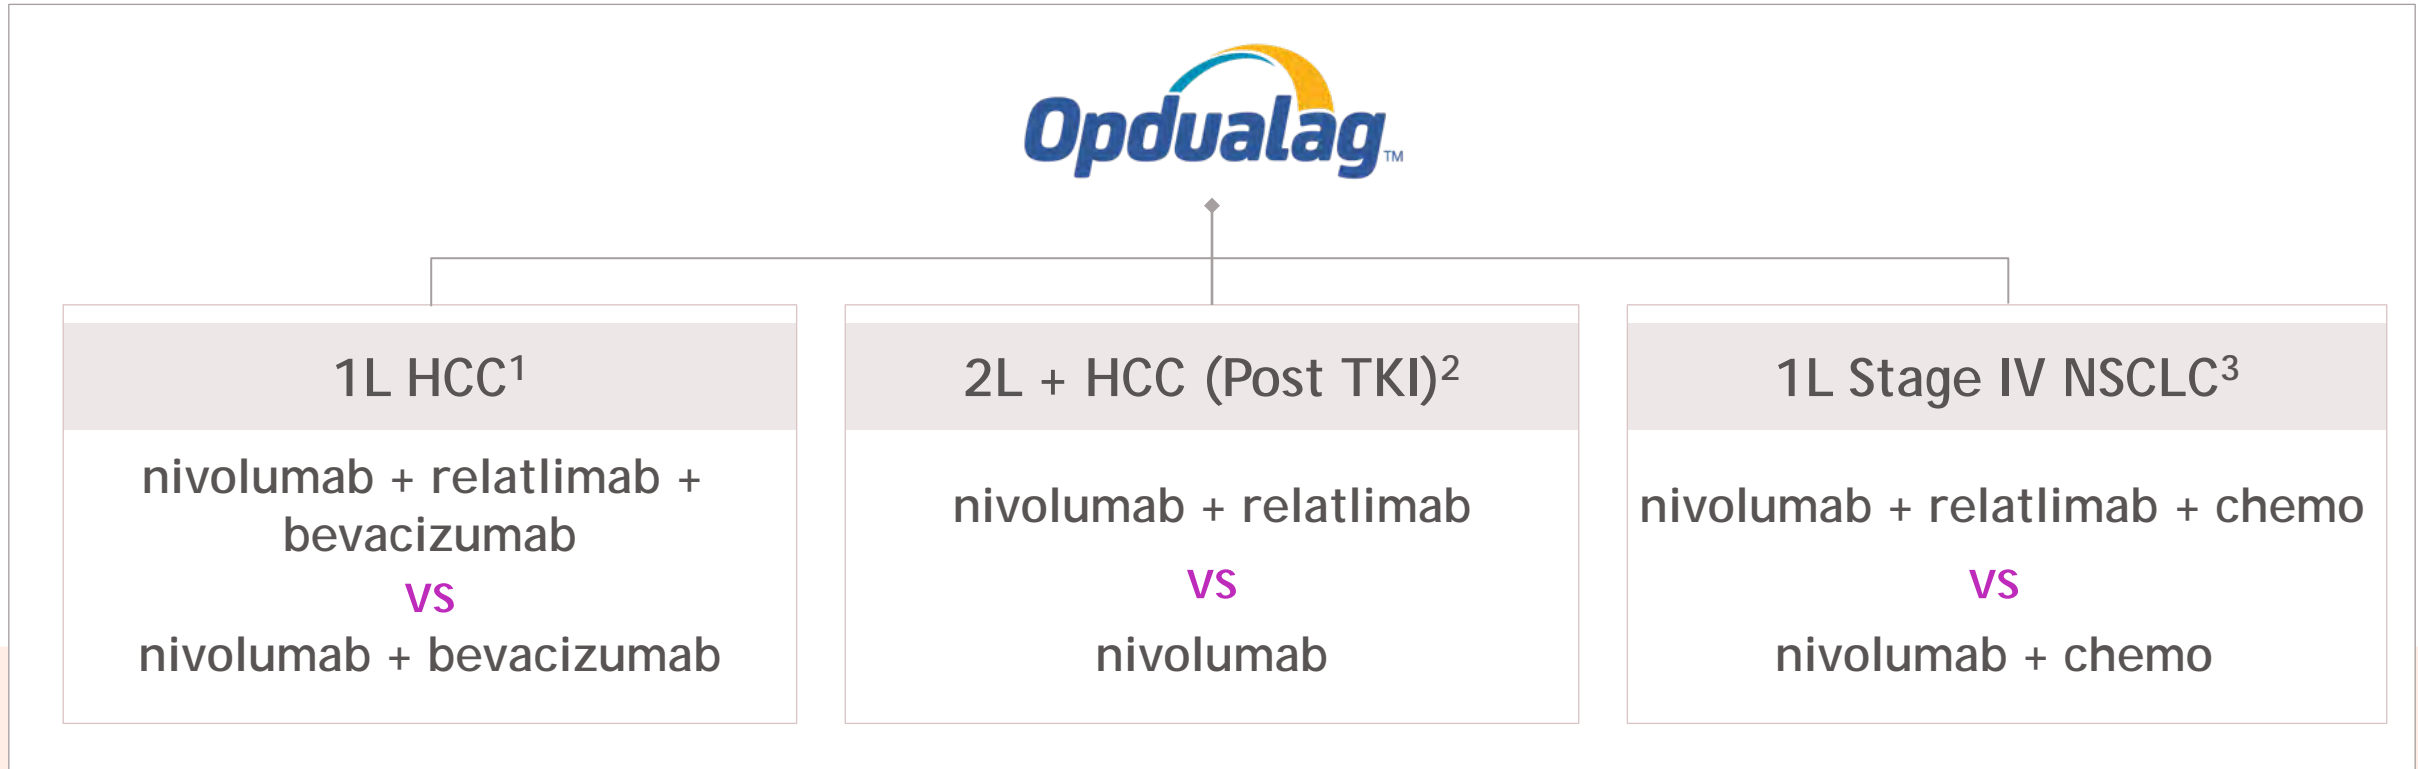 Opdualag™
1L HCC¹
nivolumab + relatlimab +
bevacizumab
vs
nivolumab + bevacizumab
2L + HCC (Post TKI)²
nivolumab + relatlimab
vs
nivolumab
1L Stage IV NSCLC³
nivolumab + relatlimab + chemo
vs
nivolumab + chemo